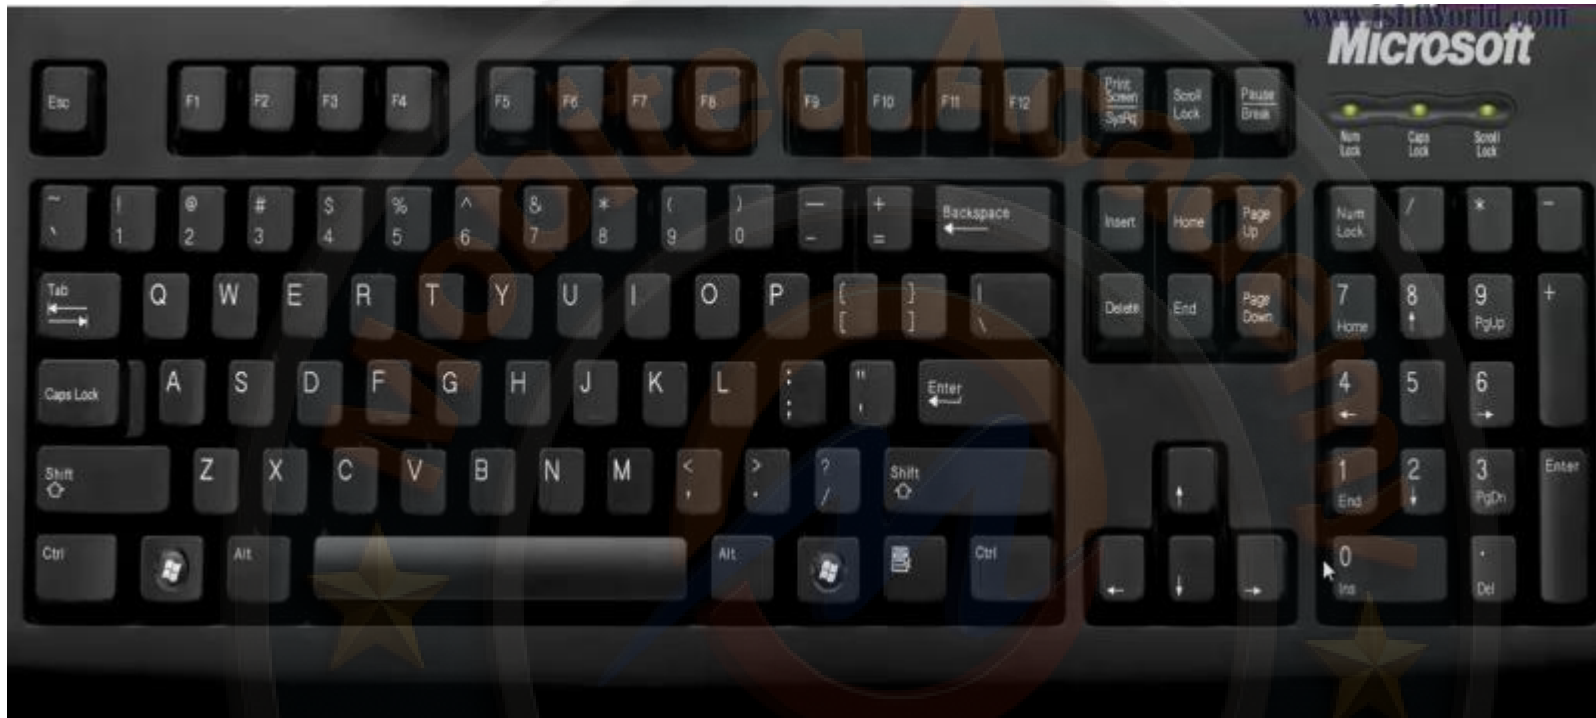 www.ishfWorld.com
Microsoft
Esc F1 F2 F3 F4 F5 F6 F7 F8 F9 F10 F11 F12 Print Screen SysRq Scroll Lock Pause Break
Num Lock Caps Lock Scroll Lock
~ ` ! 1 @ 2 # 3 $ 4 % 5 ^ 6 & 7 * 8 ( 9 ) 0 — - + = Backspace Insert Home Page Up Num Lock / * -
Tab Q W E R T Y U I O P { [ } ] | \ Delete End Page Down 7 Home 8 ↑ 9 PgUp +
Caps Lock A S D F G H J K L : ; " ' Enter 4 ← 5 6 →
Shift Z X C V B N M < , > . ? / Shift ↑ 1 End 2 ↓ 3 PgDn Enter
Ctrl Alt Alt Ctrl ← ↓ → 0 Ins . Del
Mobilteq Academy